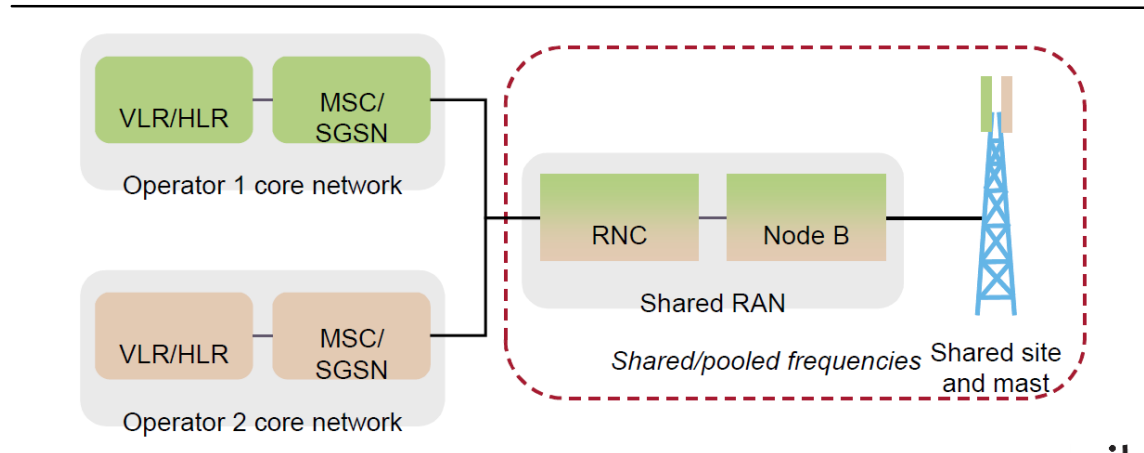 VLR/HLR
MSC/
SGSN
Operator 1 core network
VLR/HLR
MSC/
SGSN
Operator 2 core network
RNC
Node B
Shared RAN
Shared/pooled frequencies
Shared site
and mast